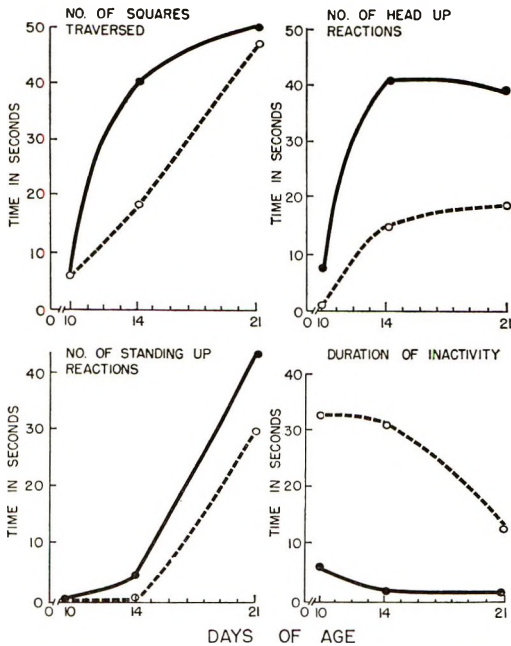 NO. OF SQUARES
TRAVERSED
50
40
30
20
10
0
TIME IN SECONDS
0 10 14 21
NO. OF HEAD UP
REACTIONS
50
40
30
20
10
0
TIME IN SECONDS
0 10 14 21
NO. OF STANDING UP
REACTIONS
40
30
20
10
0
TIME IN SECONDS
0 10 14 21
DURATION OF INACTIVITY
40
30
20
10
0
TIME IN SECONDS
0 10 14 21
DAYS OF AGE